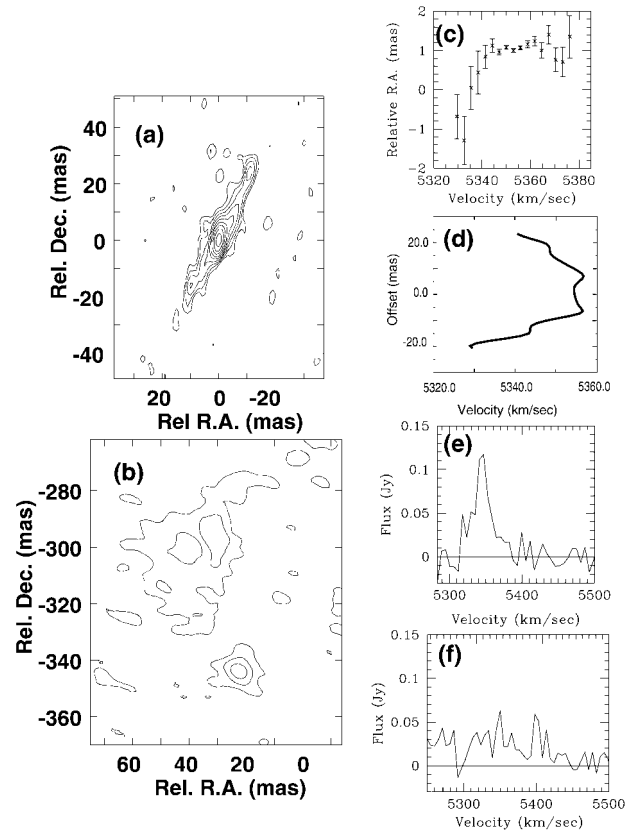 (a)
40
20
0
-20
-40
Rel. Dec. (mas)
20 0 -20
Rel R.A. (mas)
(b)
-280
-300
-320
-340
-360
Rel. Dec. (mas)
60 40 20 0
Rel. R.A. (mas)
(c)
2
1
0
-1
-2
Relative R.A. (mas)
5320 5340 5360 5380
Velocity (km/sec)
(d)
20.0
0.0
-20.0
Offset (mas)
5320.0 5340.0 5360.0
Velocity (km/sec)
(e)
0.15
0.1
0.05
0
Flux (Jy)
5300 5400 5500
Velocity (km/sec)
(f)
0.15
0.1
0.05
0
Flux (Jy)
5300 5400 5500
Velocity (km/sec)